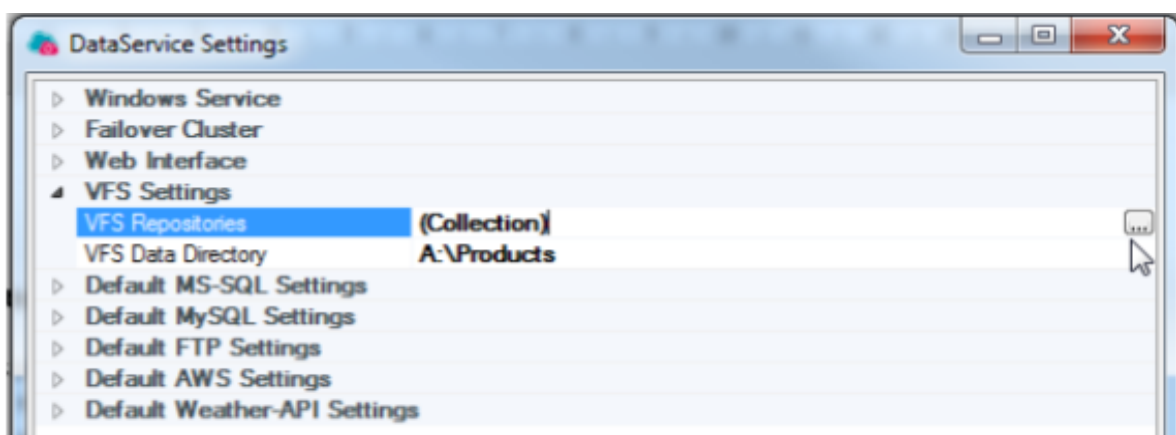 DataService Settings
Windows Service
Failover Cluster
Web Interface
VFS Settings
VFS Repositories (Collection)
...
VFS Data Directory A:\Products
Default MS-SQL Settings
Default MySQL Settings
Default FTP Settings
Default AWS Settings
Default Weather-API Settings